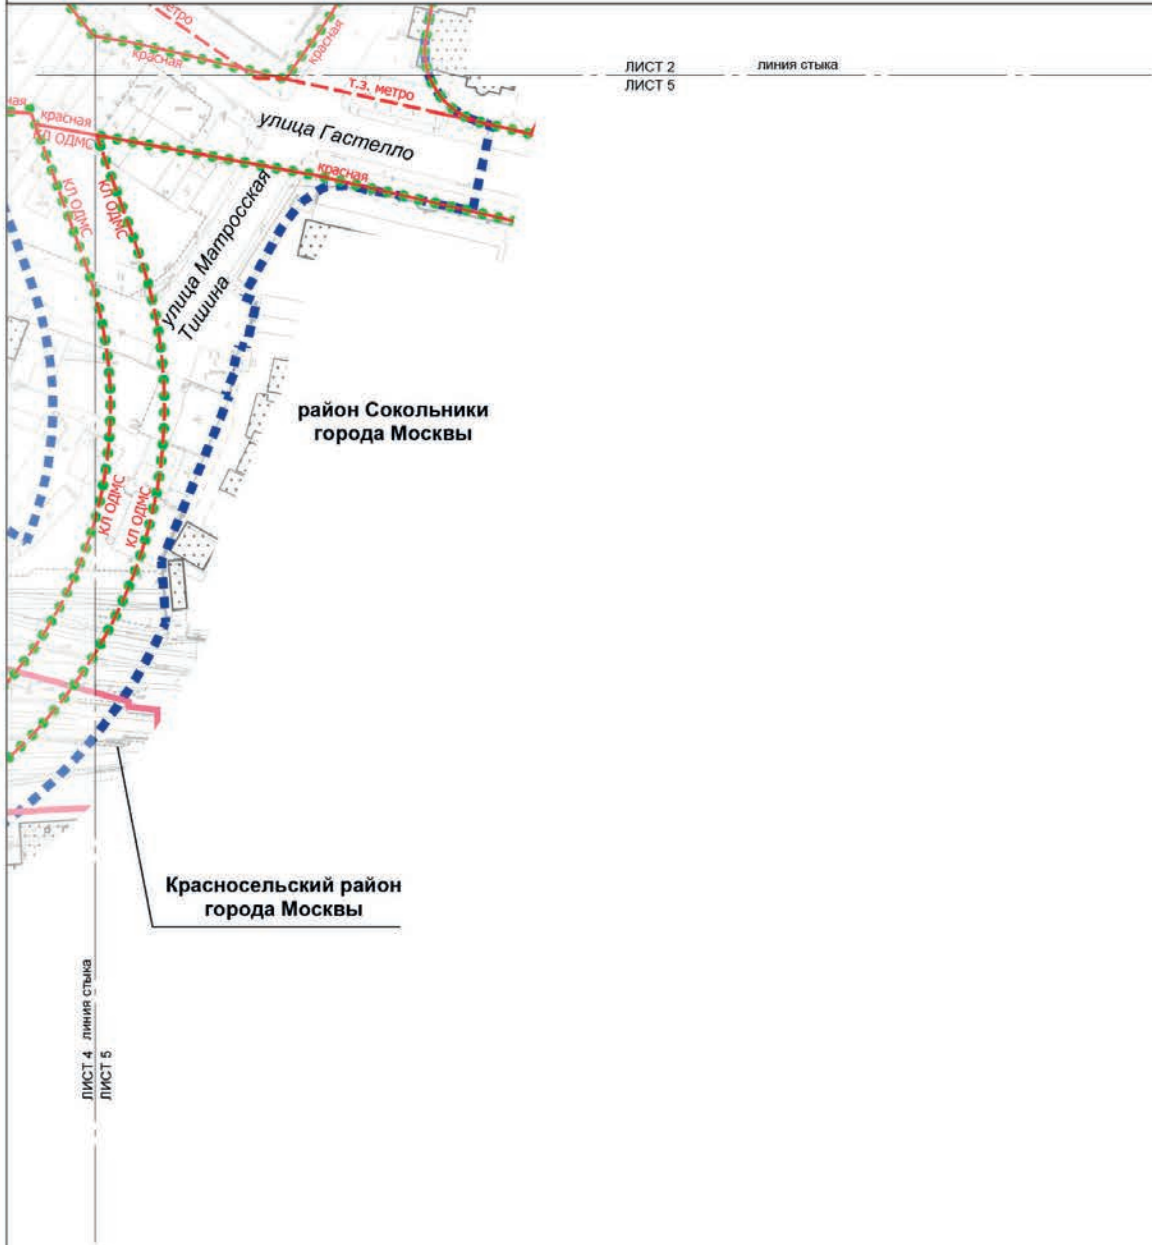 метро
красная
красная
ЛИСТ 2 линия стыка
ЛИСТ 5
т.з. метро
ная
красная
КЛ ОДМС
улица Гастелло
красная
КЛ ОДМС
КЛ ОДМС
улица Матросская
Тишина
район Сокольники
города Москвы
КЛ ОДМС
КЛ ОДМС
Красносельский район
города Москвы
ЛИСТ 4 линия стыка
ЛИСТ 5